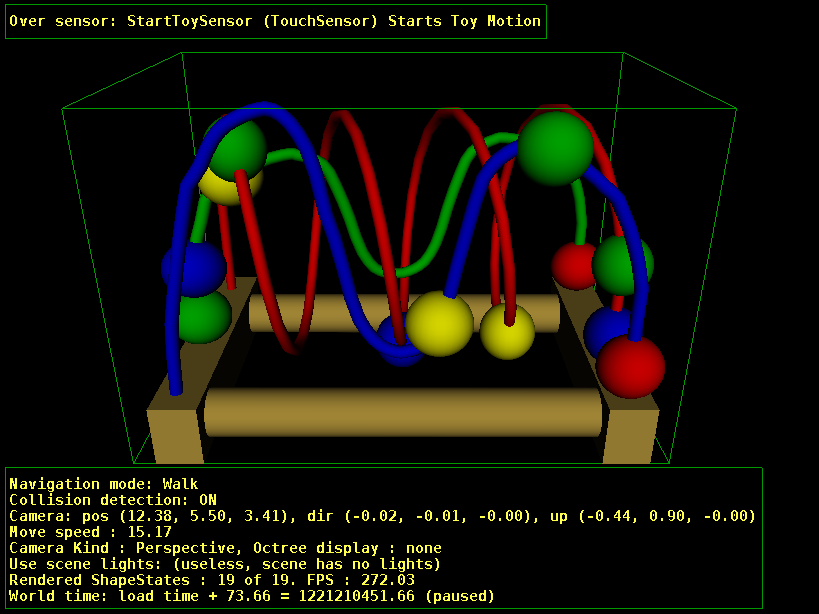 Over sensor: StartToySensor (TouchSensor) Starts Toy Motion
Navigation mode: Walk
Collision detection: ON
Camera: pos (12.38, 5.50, 3.41), dir (-0.02, -0.01, -0.00), up (-0.44, 0.90, -0.00)
Move speed : 15.17
Camera Kind : Perspective, Octree display : none
Use scene lights: (useless, scene has no lights)
Rendered ShapeStates : 19 of 19. FPS : 272.03
World time: load time + 73.66 = 1221210451.66 (paused)